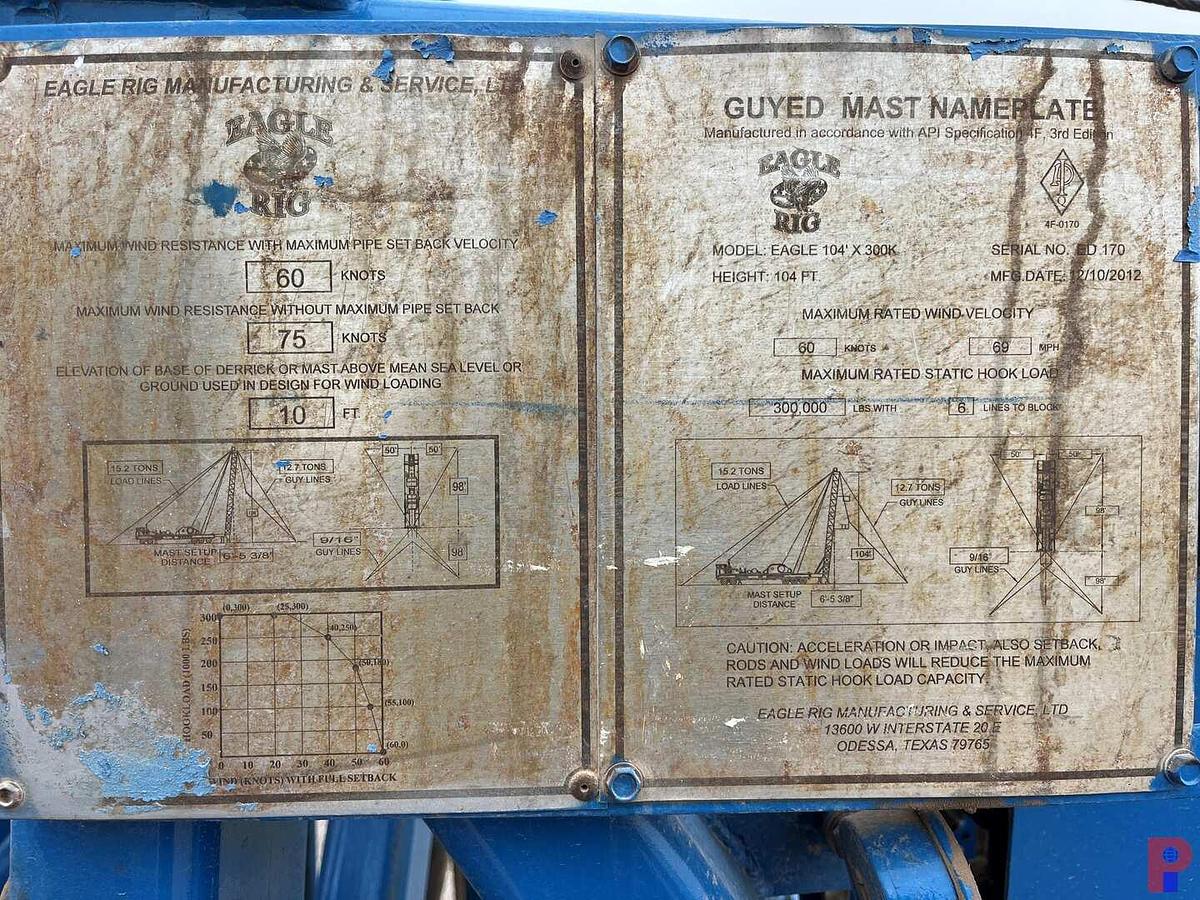 EAGLE RIG MANUFACTURING & SERVICE, LTD
EAGLE
RIG
MAXIMUM WIND RESISTANCE WITH MAXIMUM PIPE SET BACK VELOCITY
60 KNOTS
MAXIMUM WIND RESISTANCE WITHOUT MAXIMUM PIPE SET BACK
75 KNOTS
ELEVATION OF BASE OF DERRICK OR MAST ABOVE MEAN SEA LEVEL OR
GROUND USED IN DESIGN FOR WIND LOADING
10 FT
15.2 TONS
LOAD LINES
12.7 TONS
GUY LINES
50' 50'
98'
MAST SETUP
DISTANCE
6'-5 3/8"
9/16"
GUY LINES
98'
(0,300) (25,300)
(40,250)
(50,180)
(55,100)
(60,0)
HOOKLOAD (1000 LBS)
300
250
200
150
100
50
0 10 20 30 40 50 60
WIND (KNOTS) WITH FULL SETBACK
GUYED MAST NAMEPLATE
Manufactured in accordance with API Specification 4F, 3rd Edition
EAGLE
RIG
4F-0170
MODEL: EAGLE 104' X 300K SERIAL NO. ED 170
HEIGHT: 104 FT MFG.DATE: 12/10/2012
MAXIMUM RATED WIND VELOCITY
60 KNOTS 69 MPH
MAXIMUM RATED STATIC HOOK LOAD
300,000 LBS.WITH 6 LINES TO BLOCK
15.2 TONS
LOAD LINES
12.7 TONS
GUY LINES
104'
MAST SETUP
DISTANCE
6'-5 3/8"
50' 50'
98'
9/16"
GUY LINES
98'
CAUTION: ACCELERATION OR IMPACT, ALSO SETBACK,
RODS AND WIND LOADS WILL REDUCE THE MAXIMUM
RATED STATIC HOOK LOAD CAPACITY.
EAGLE RIG MANUFACTURING & SERVICE, LTD
13600 W INTERSTATE 20 E
ODESSA, TEXAS 79765